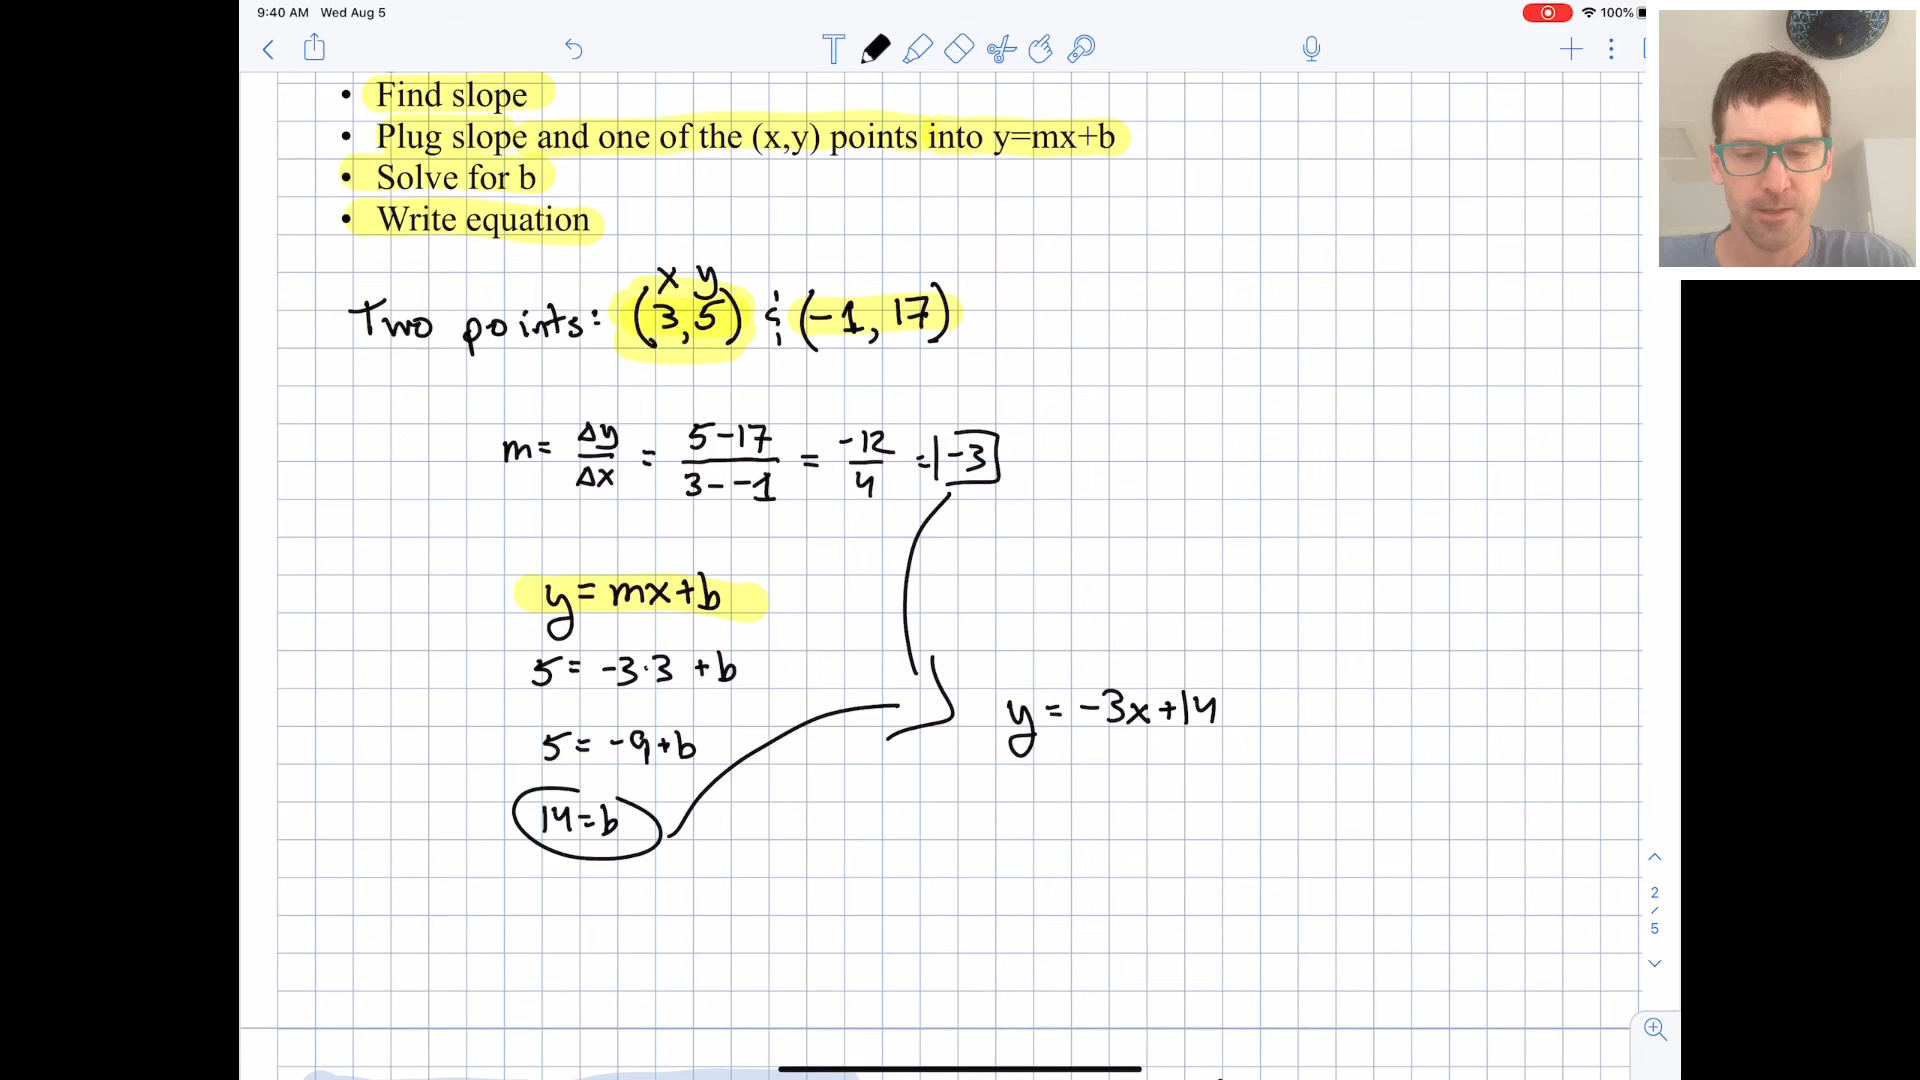 9:40 AM Wed Aug 5
100%
T
• Find slope
• Plug slope and one of the (x,y) points into y=mx+b
• Solve for b
• Write equation
x y
Two points: (3,5) & (-1, 17)
m = Δy/Δx = 5-17/3--1 = -12/4 = -3
y = mx+b
5 = -3·3 +b
y = -3x+14
5 = -9+b
14=b
2
/
5